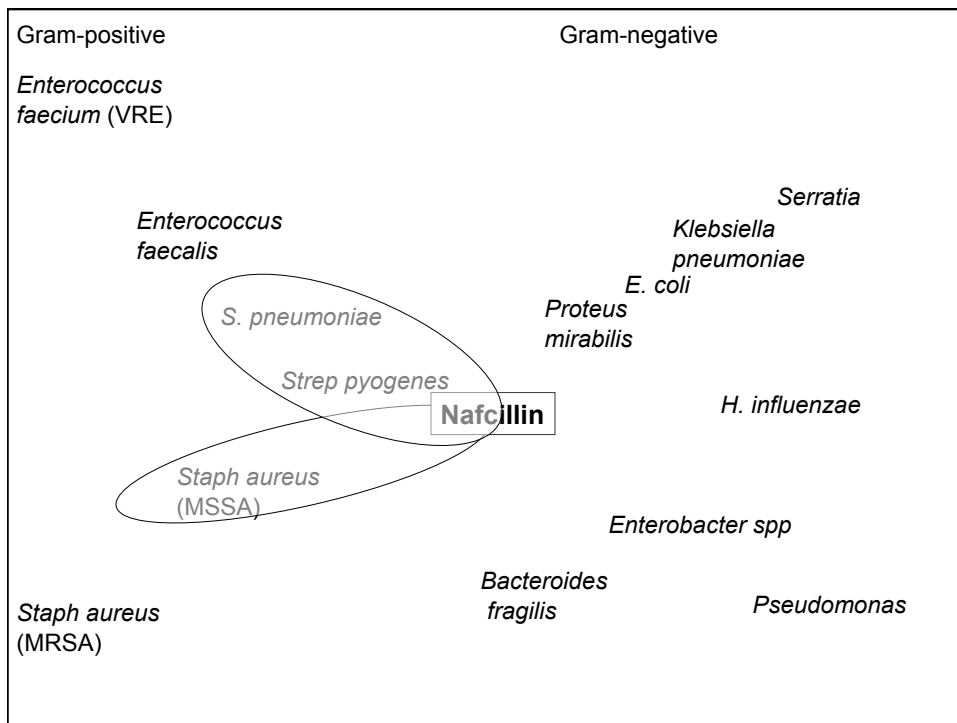 Gram-positive
Gram-negative
Enterococcus
faecium (VRE)
Serratia
Enterococcus
faecalis
Klebsiella
pneumoniae
E. coli
Proteus
mirabilis
S. pneumoniae
Strep pyogenes
Nafcillin
H. influenzae
Staph aureus
(MSSA)
Enterobacter spp
Bacteroides
fragilis
Pseudomonas
Staph aureus
(MRSA)